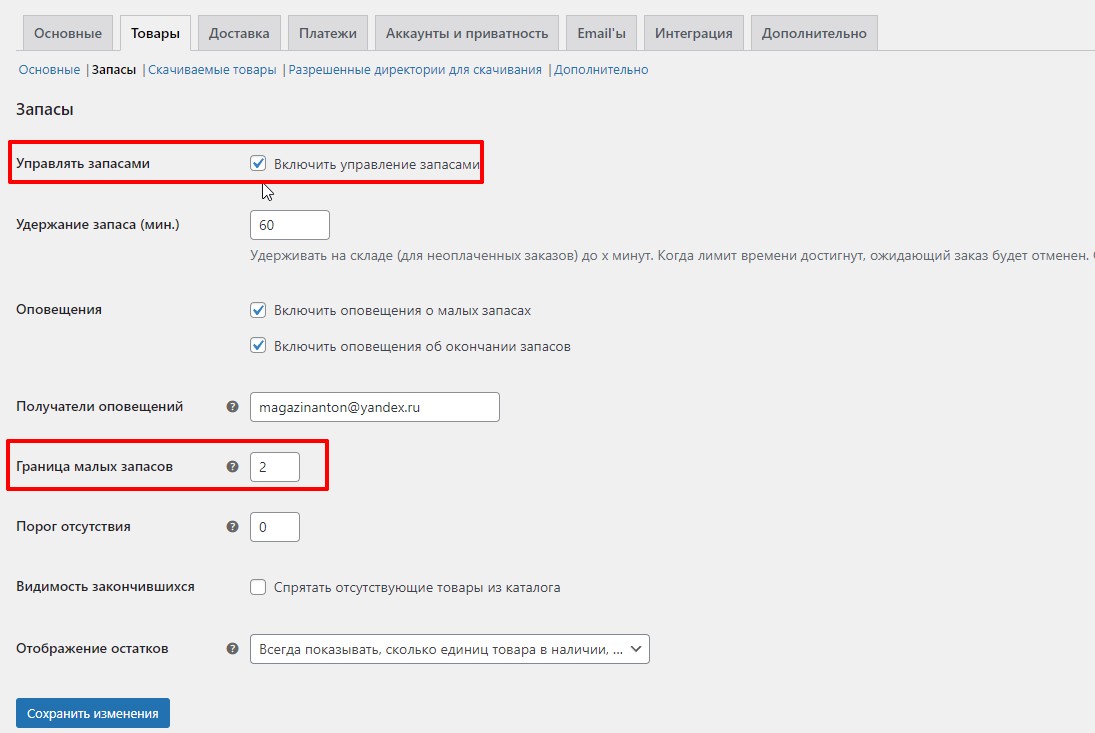 Основные Товары Доставка Платежи Аккаунты и приватность Email'ы Интеграция Дополнительно
Основные | Запасы | Скачиваемые товары | Разрешенные директории для скачивания | Дополнительно
Запасы
Управлять запасами Включить управление запасами
Удержание запаса (мин.) 60
Удерживать на складе (для неоплаченных заказов) до x минут. Когда лимит времени достигнут, ожидающий заказ будет отменен.
Оповещения Включить оповещения о малых запасах
Включить оповещения об окончании запасов
Получатели оповещений ? magazinanton@yandex.ru
Граница малых запасов ? 2
Порог отсутствия ? 0
Видимость закончившихся Спрятать отсутствующие товары из каталога
Отображение остатков ? Всегда показывать, сколько единиц товара в наличии, ...
Сохранить изменения